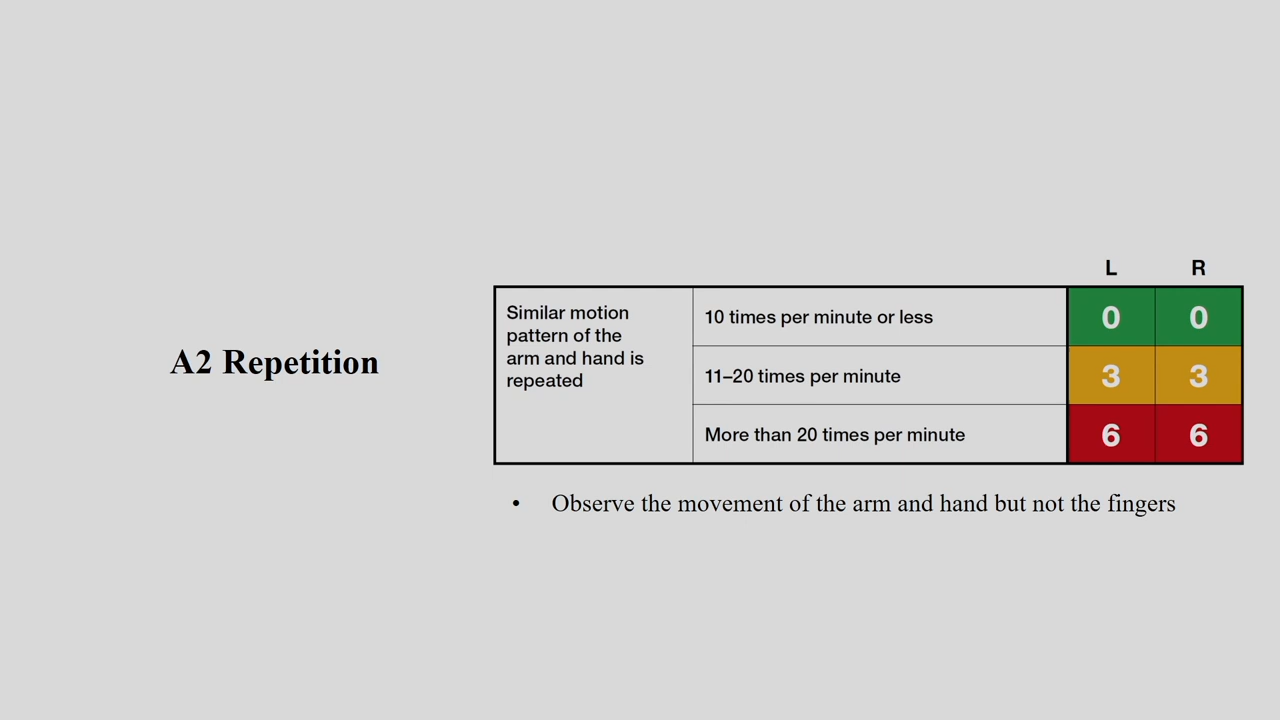 A2 Repetition
L R
Similar motion
pattern of the
arm and hand is
repeated
10 times per minute or less
0 0
11–20 times per minute
3 3
More than 20 times per minute
6 6
• Observe the movement of the arm and hand but not the fingers